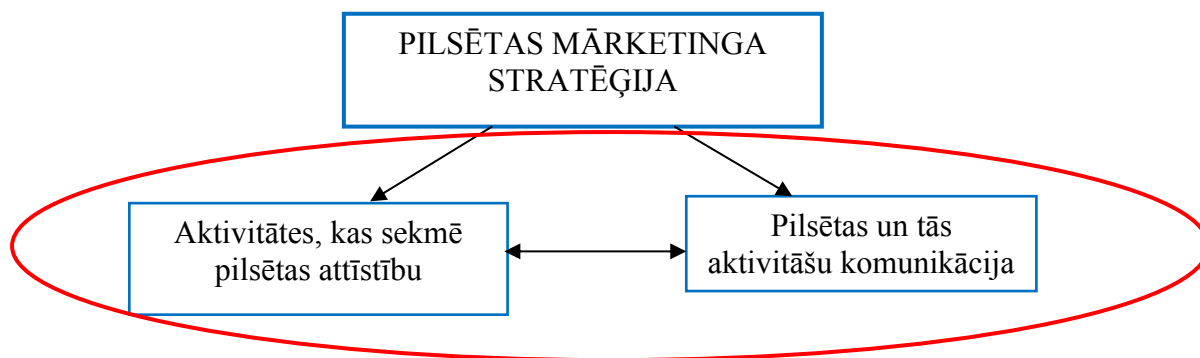 PILSĒTAS MĀRKETINGA
STRATĒĢIJA
Aktivitātes, kas sekmē
pilsētas attīstību
Pilsētas un tās
aktivitāšu komunikācija